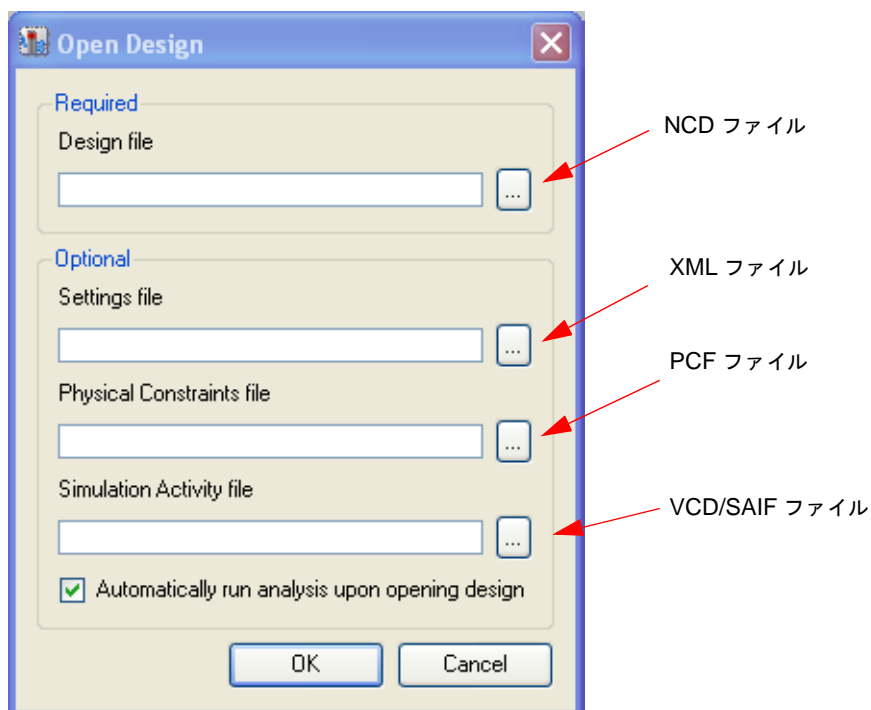 Open Design
Required
Design file
...
NCD ファイル
Optional
Settings file
...
XML ファイル
Physical Constraints file
...
PCF ファイル
Simulation Activity file
...
VCD/SAIF ファイル
Automatically run analysis upon opening design
OK Cancel